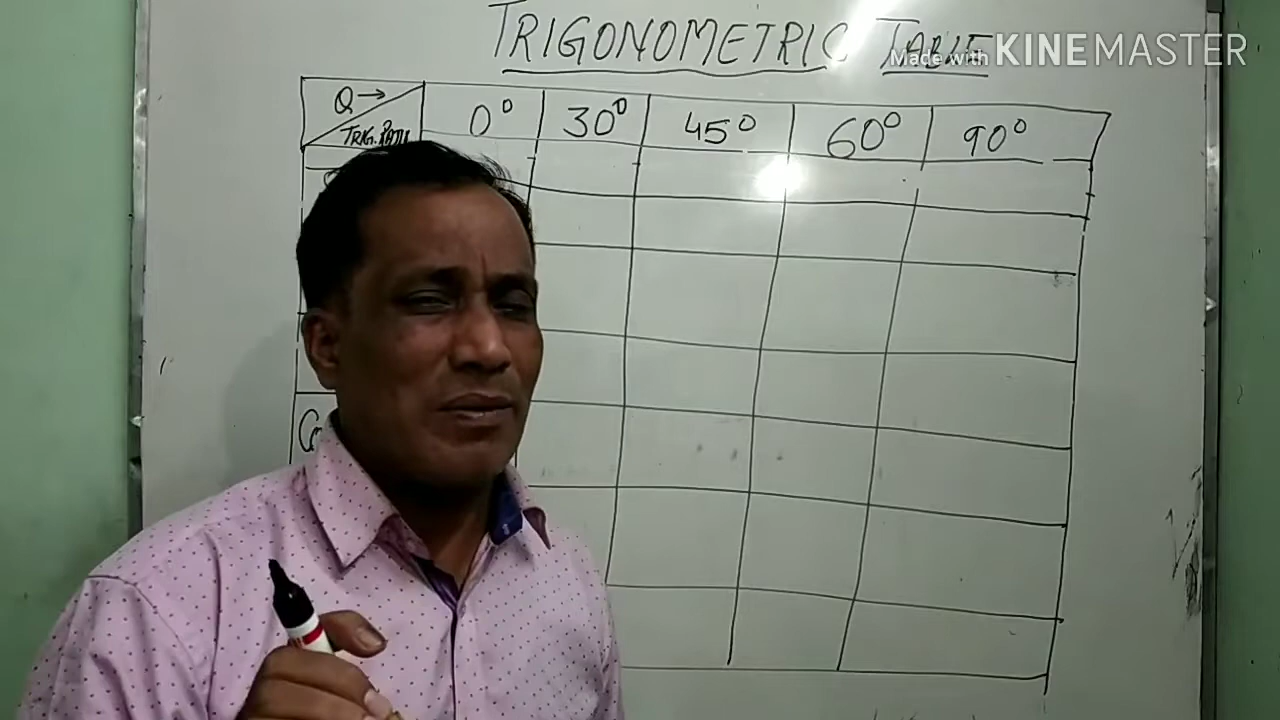 TRIGONOMETRIC TABLE
Made with KINEMASTER
Q → 0° 30° 45° 60° 90°
TRIG. RATIO